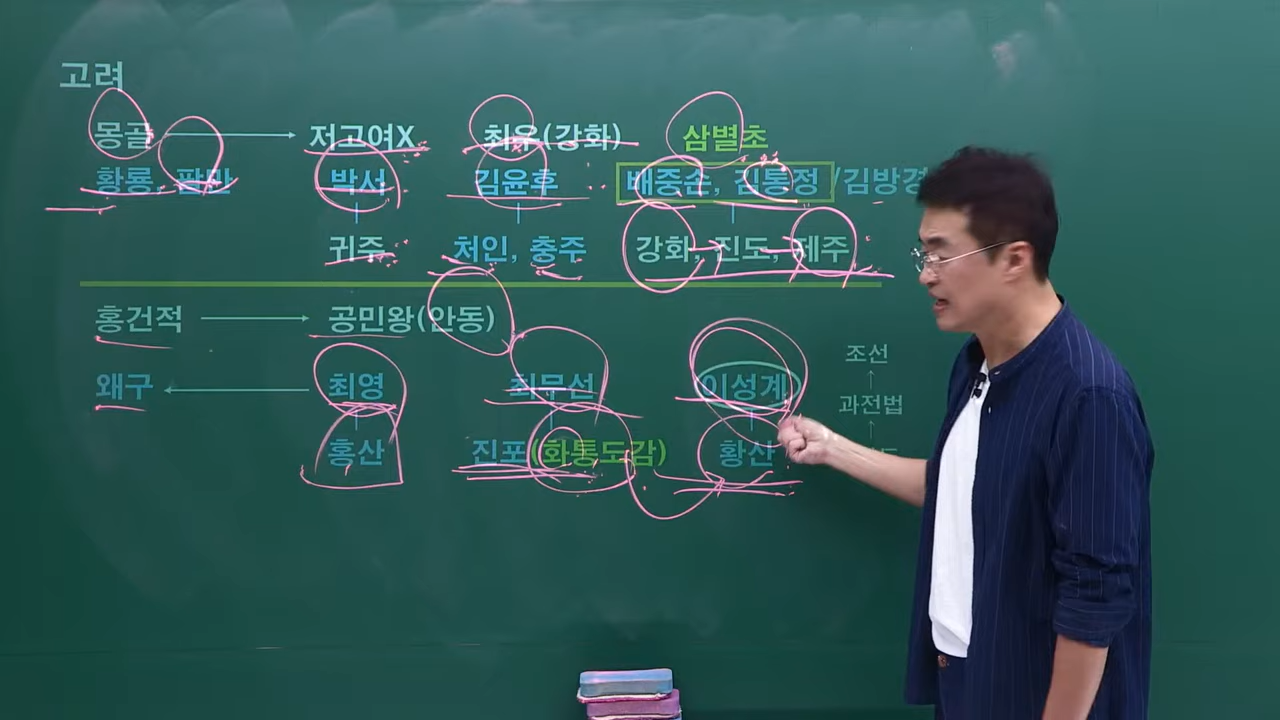 고려
몽골 → 저고여X 최우(강화) 삼별초
황룡, 팔만 박서 김윤후 배중손, 김통정/김방경
귀주 처인, 충주 강화, 진도, 제주
홍건적 → 공민왕(안동)
조선
왜구 ← 최영 최무선 이성계
↑
과전법
↑
홍산 진포(화통도감) 황산